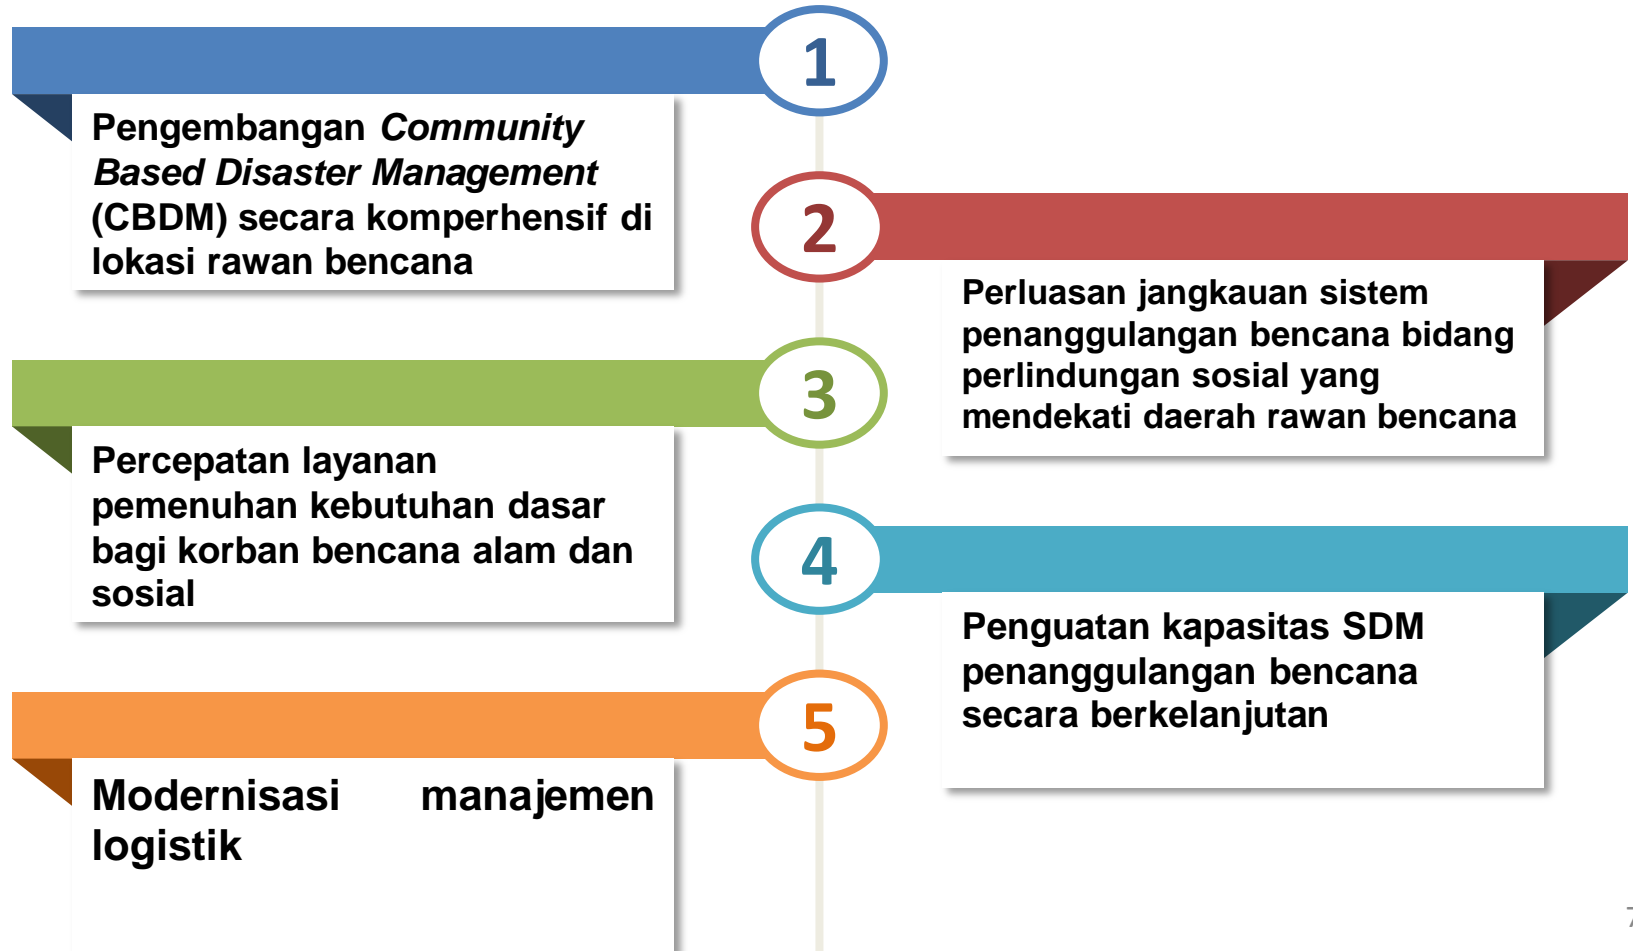 1
Pengembangan Community
Based Disaster Management
(CBDM) secara komperhensif di
lokasi rawan bencana
2
Perluasan jangkauan sistem
penanggulangan bencana bidang
perlindungan sosial yang
mendekati daerah rawan bencana
3
Percepatan layanan
pemenuhan kebutuhan dasar
bagi korban bencana alam dan
sosial
4
Penguatan kapasitas SDM
penanggulangan bencana
secara berkelanjutan
5
Modernisasi manajemen
logistik
7